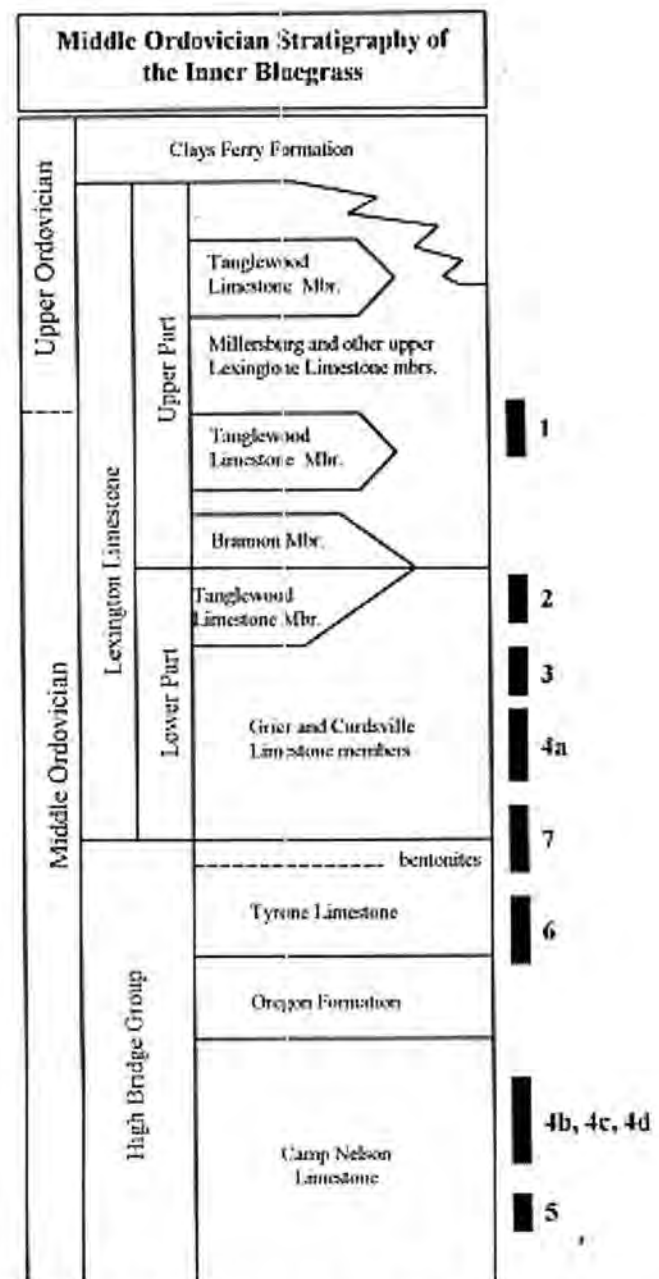 Middle Ordovician Stratigraphy of
the Inner Bluegrass
Clays Ferry Formation
Upper Ordovician
Middle Ordovician
Lexington Limestone
High Bridge Group
Upper Part
Lower Part
Tanglewood
Limestone Mbr.
Millersburg and other upper
Lexingtone Limestone mbrs.
Tanglewood
Limestone Mbr.
Brannon Mbr.
Tanglewood
Limestone Mbr.
Grier and Curdsville
Limestone members
bentonites
Tyrone Limestone
Oregon Formation
Camp Nelson
Limestone
1
2
3
4a
7
6
4b, 4c, 4d
5